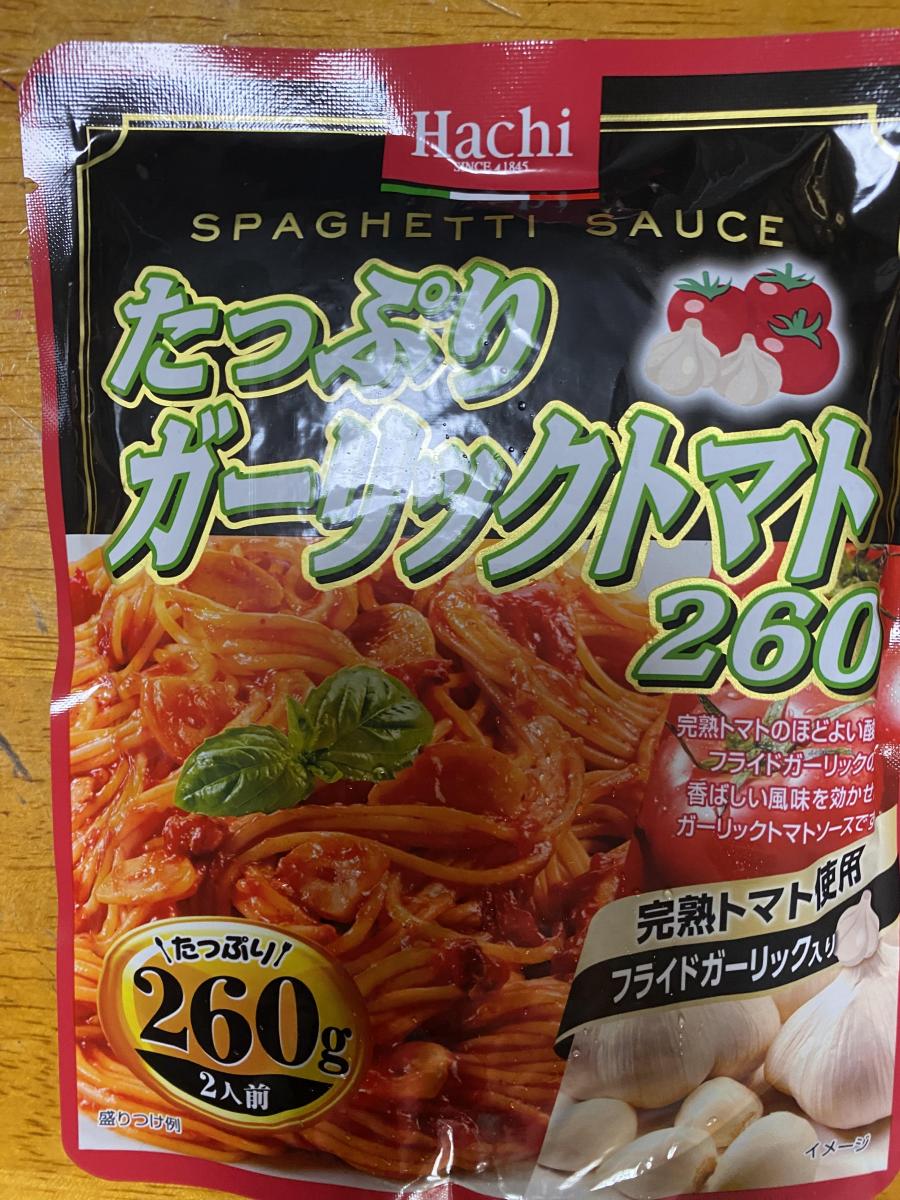 Hachi
SINCE 1845
SPAGHETTI SAUCE
たっぷり
ガーリックトマト
260
完熟トマトのほどよい酸
フライドガーリックの
香ばしい風味を効かせ
ガーリックトマトソースです
完熟トマト使用
フライドガーリック入り
たっぷり!
260g
2人前
盛りつけ例
イメージ